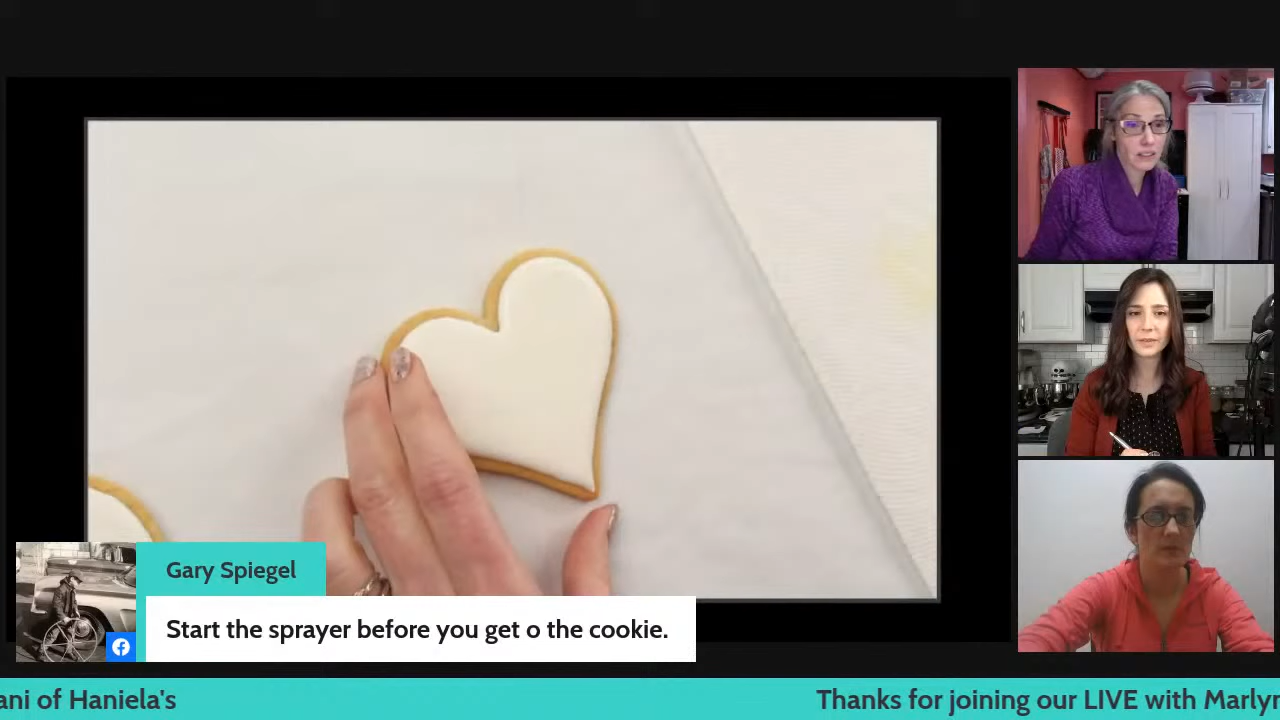 Gary Spiegel
Start the sprayer before you get o the cookie.
ani of Haniela's
Thanks for joining our LIVE with Marlyn